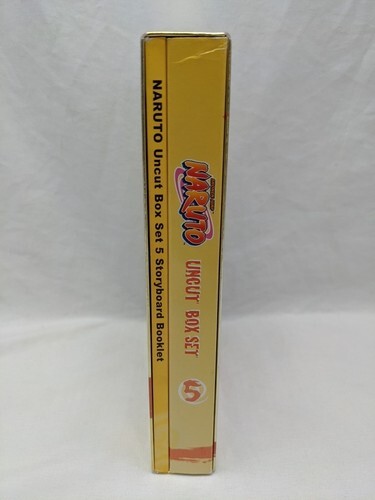 NARUTO Uncut Box Set 5 Storyboard Booklet
NARUTO
UNCUT BOX SET
5